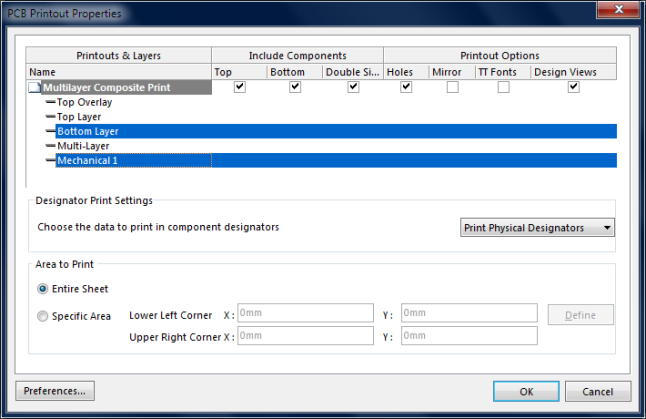 PCB Printout Properties
Printouts & Layers Include Components Printout Options
Name Top Bottom Double Si... Holes Mirror TT Fonts Design Views
Multilayer Composite Print
Top Overlay
Top Layer
Bottom Layer
Multi-Layer
Mechanical 1
Designator Print Settings
Choose the data to print in component designators Print Physical Designators
Area to Print
Entire Sheet
Specific Area Lower Left Corner X : 0mm Y : 0mm Define
Upper Right Corner X : 0mm Y : 0mm
Preferences... OK Cancel